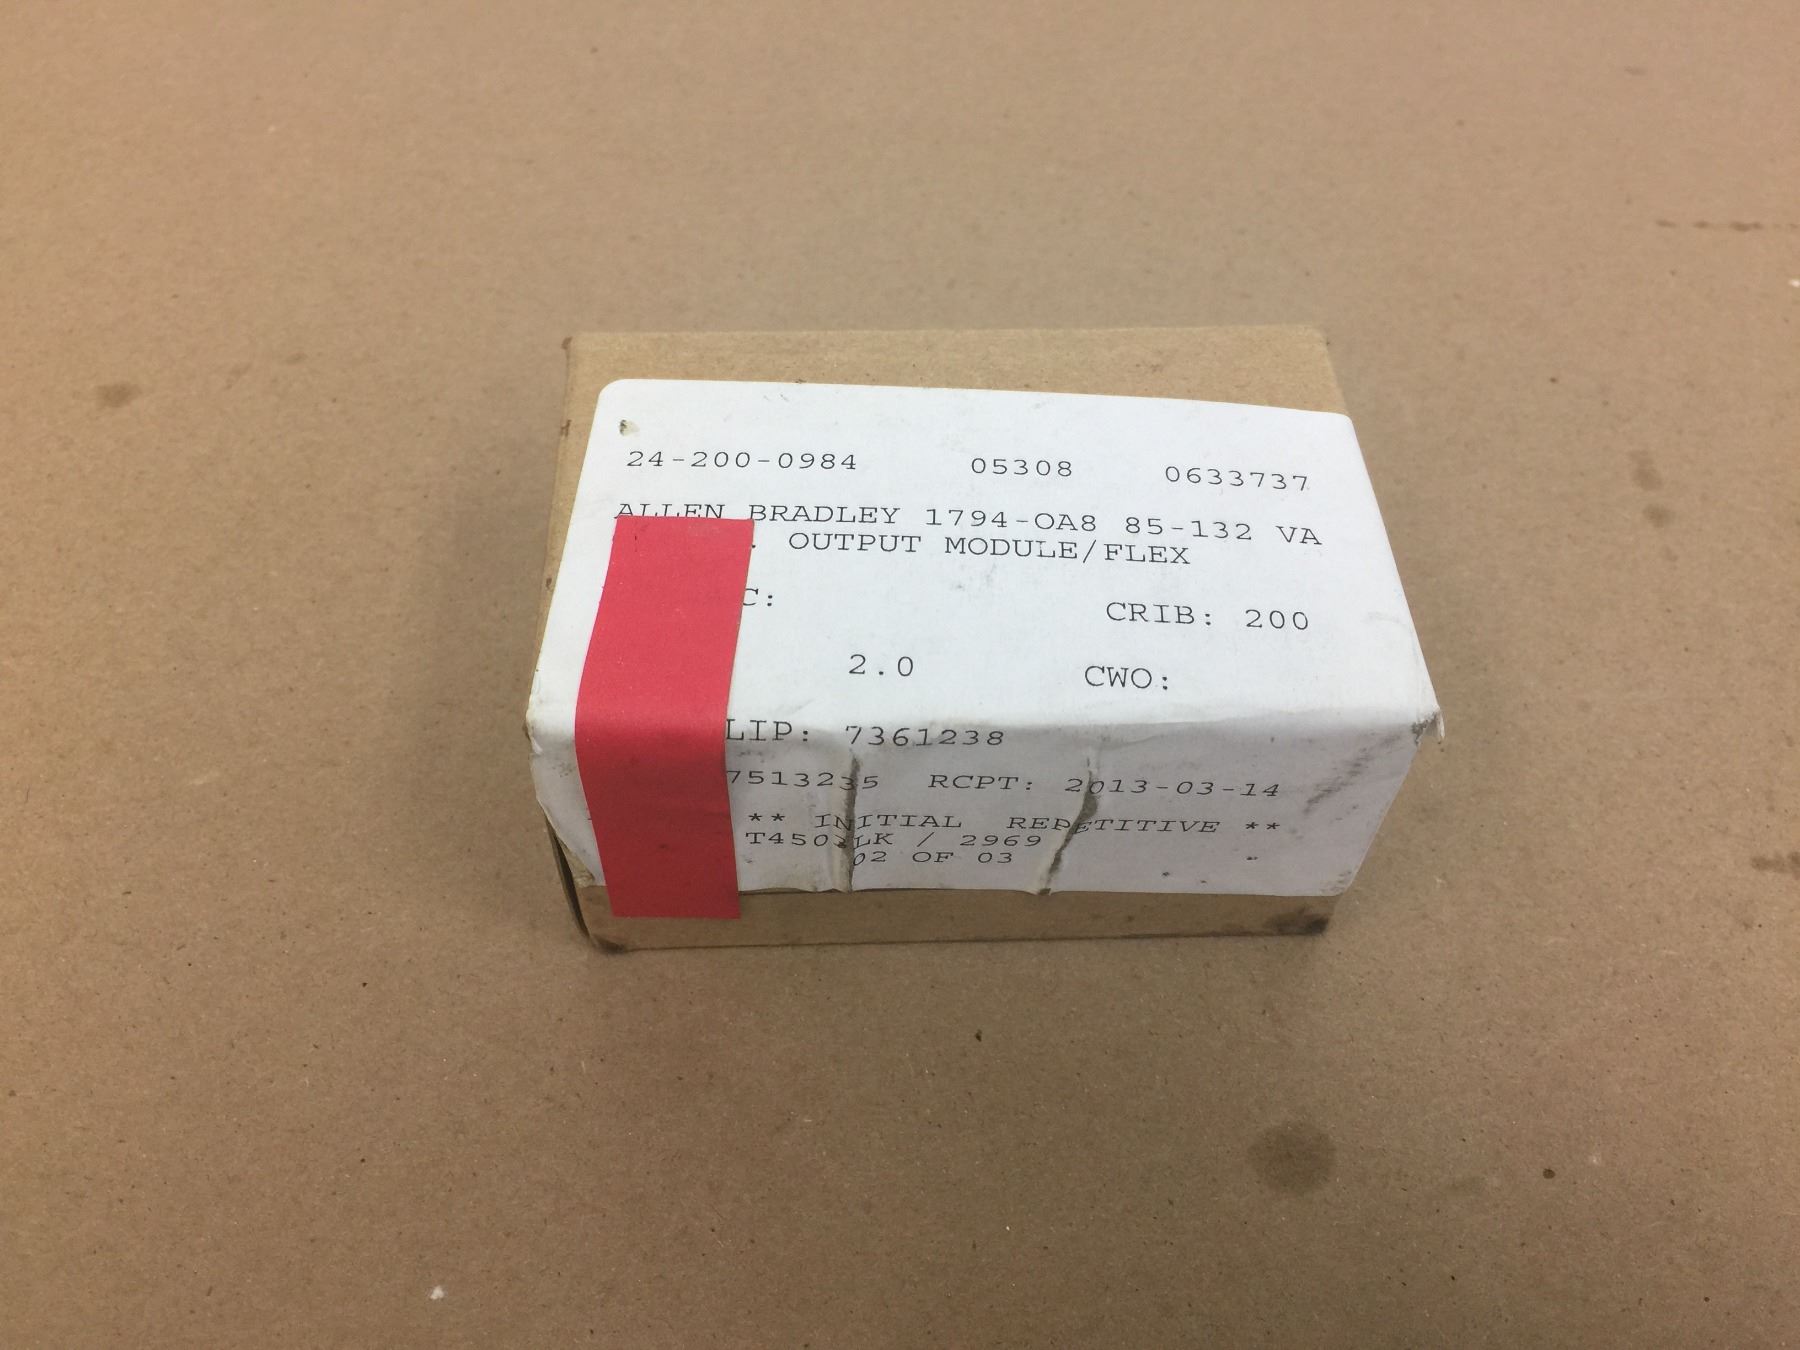 24-200-0984 05308 0633737
ALLEN BRADLEY 1794-OA8 85-132 VA
OUTPUT MODULE/FLEX
C:
CRIB: 200
2.0 CWO:
LIP: 7361238
7513235 RCPT: 2013-03-14
** INITIAL REPETITIVE **
/ 2969
02 OF 03